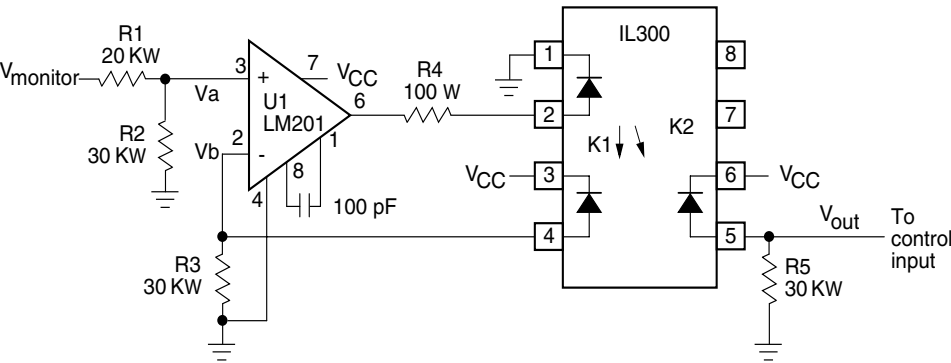 IL300
R1
20 KW
Vmonitor
Va
3
+
7
VCC
U1
LM201
6
R4
100 W
1
8
2
7
K1
K2
R2
30 KW
Vb
2
-
1
8
4
100 pF
VCC
3
6
VCC
4
5
Vout
To
control
input
R3
30 KW
R5
30 KW